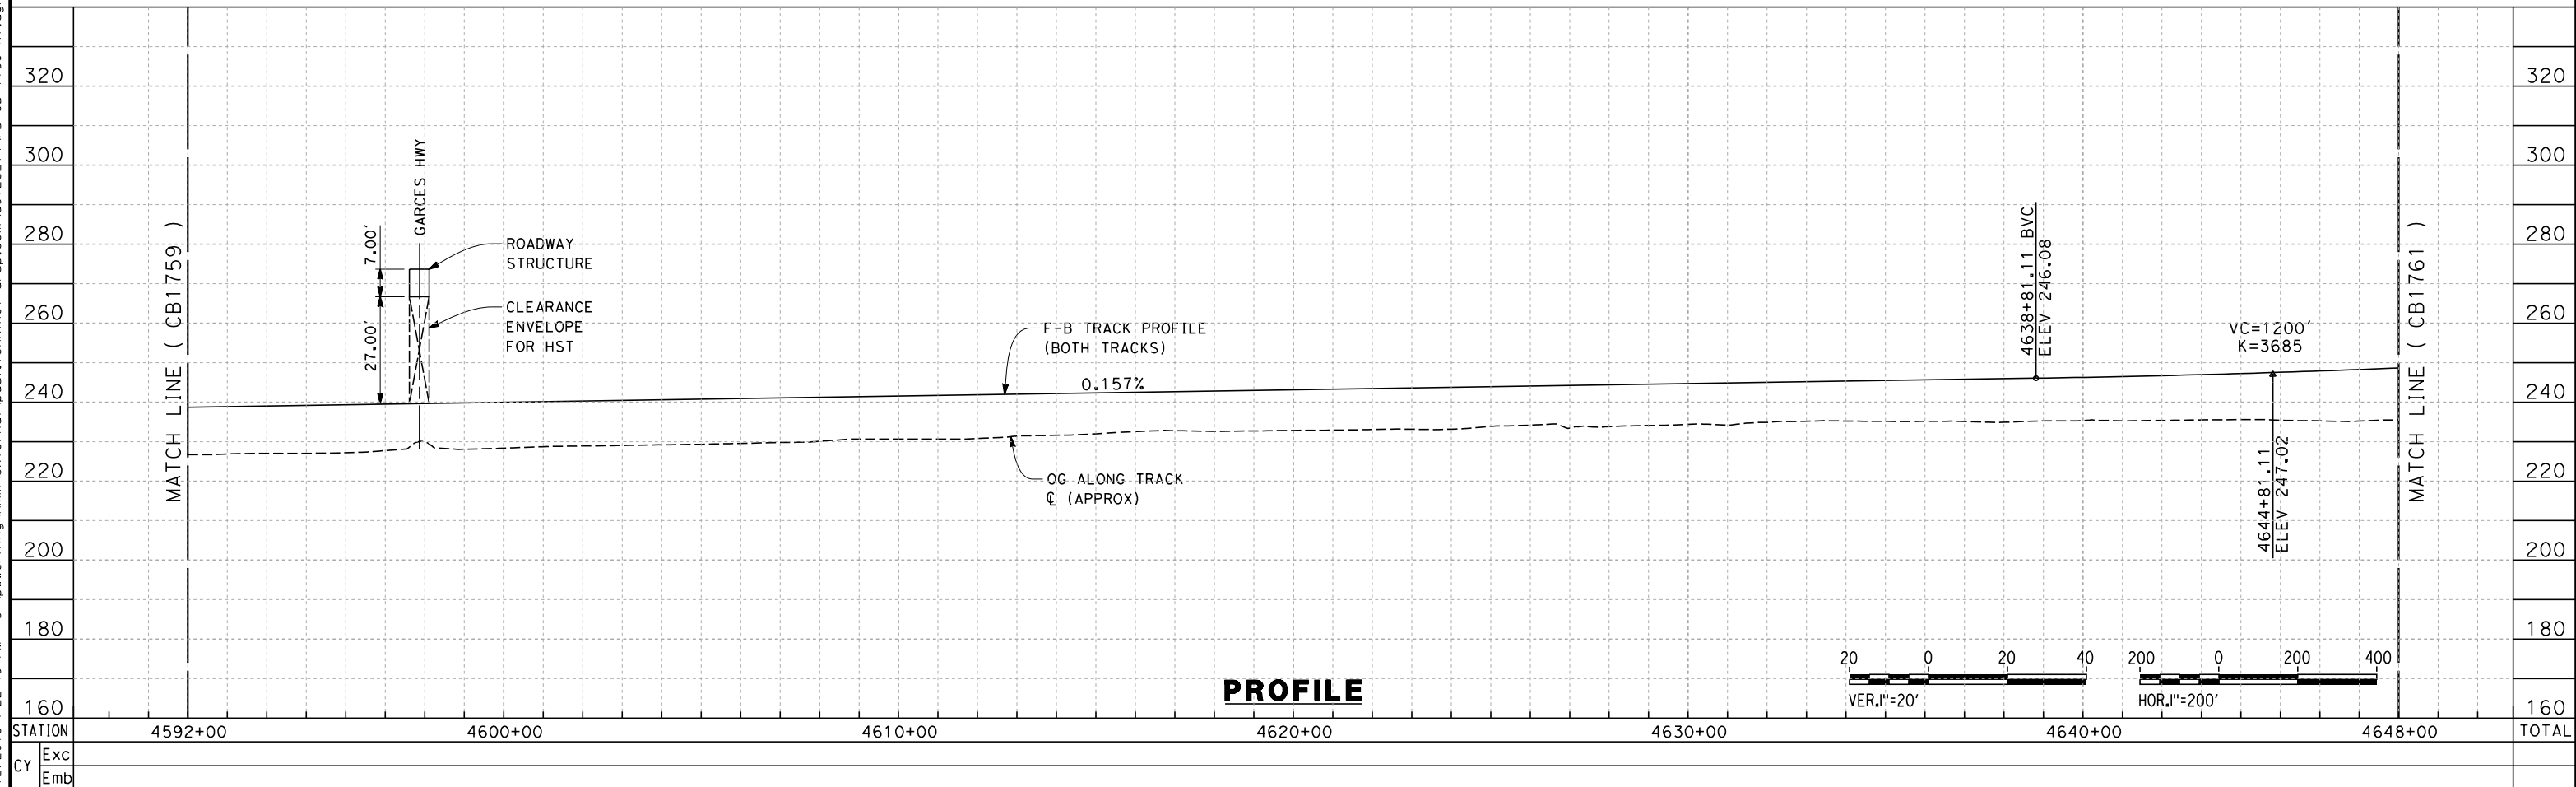 320
300
280
260
240
220
200
180
160
MATCH LINE ( CB1759 )
7.00'
27.00'
GARCES HWY
ROADWAY
STRUCTURE
CLEARANCE
ENVELOPE
FOR HST
F-B TRACK PROFILE
(BOTH TRACKS)
0.157%
OG ALONG TRACK
℄ (APPROX)
4638+81.11 BVC
ELEV 246.08
VC=1200'
K=3685
4644+81.11
ELEV 247.02
MATCH LINE ( CB1761 )
320
300
280
260
240
220
200
180
160
PROFILE
20 0 20 40
VER.1"=20'
200 0 200 400
HOR.1"=200'
STATION 4592+00 4600+00 4610+00 4620+00 4630+00 4640+00 4648+00 TOTAL
CY
Exc
Emb